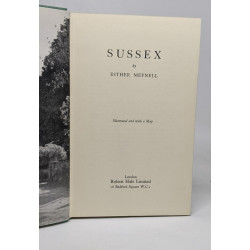 SUSSEX
by
ESTHER MEYNELL
Illustrated and with a Map
London
Robert Hale Limited
18 Bedford Square W.C.1